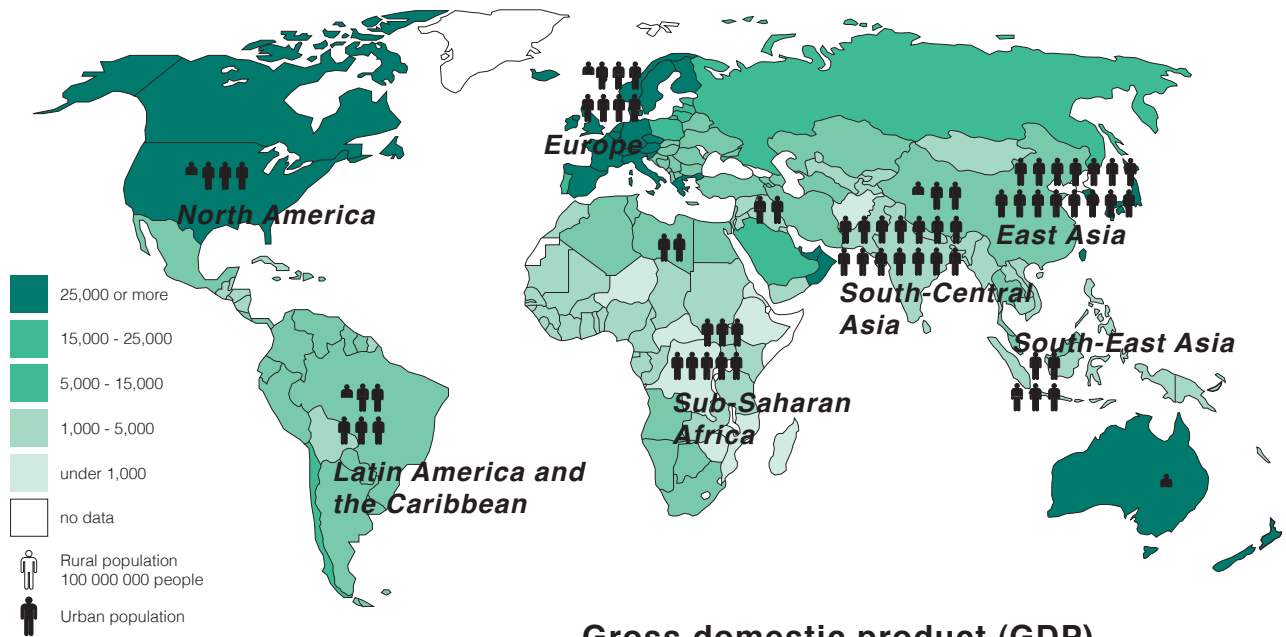 Europe
North America
East Asia
South-Central
Asia
South-East Asia
Sub-Saharan
Africa
Latin America and
the Caribbean
25,000 or more
15,000 - 25,000
5,000 - 15,000
1,000 - 5,000
under 1,000
no data
Rural population
100 000 000 people
Urban population
Gross domestic product (GDP)